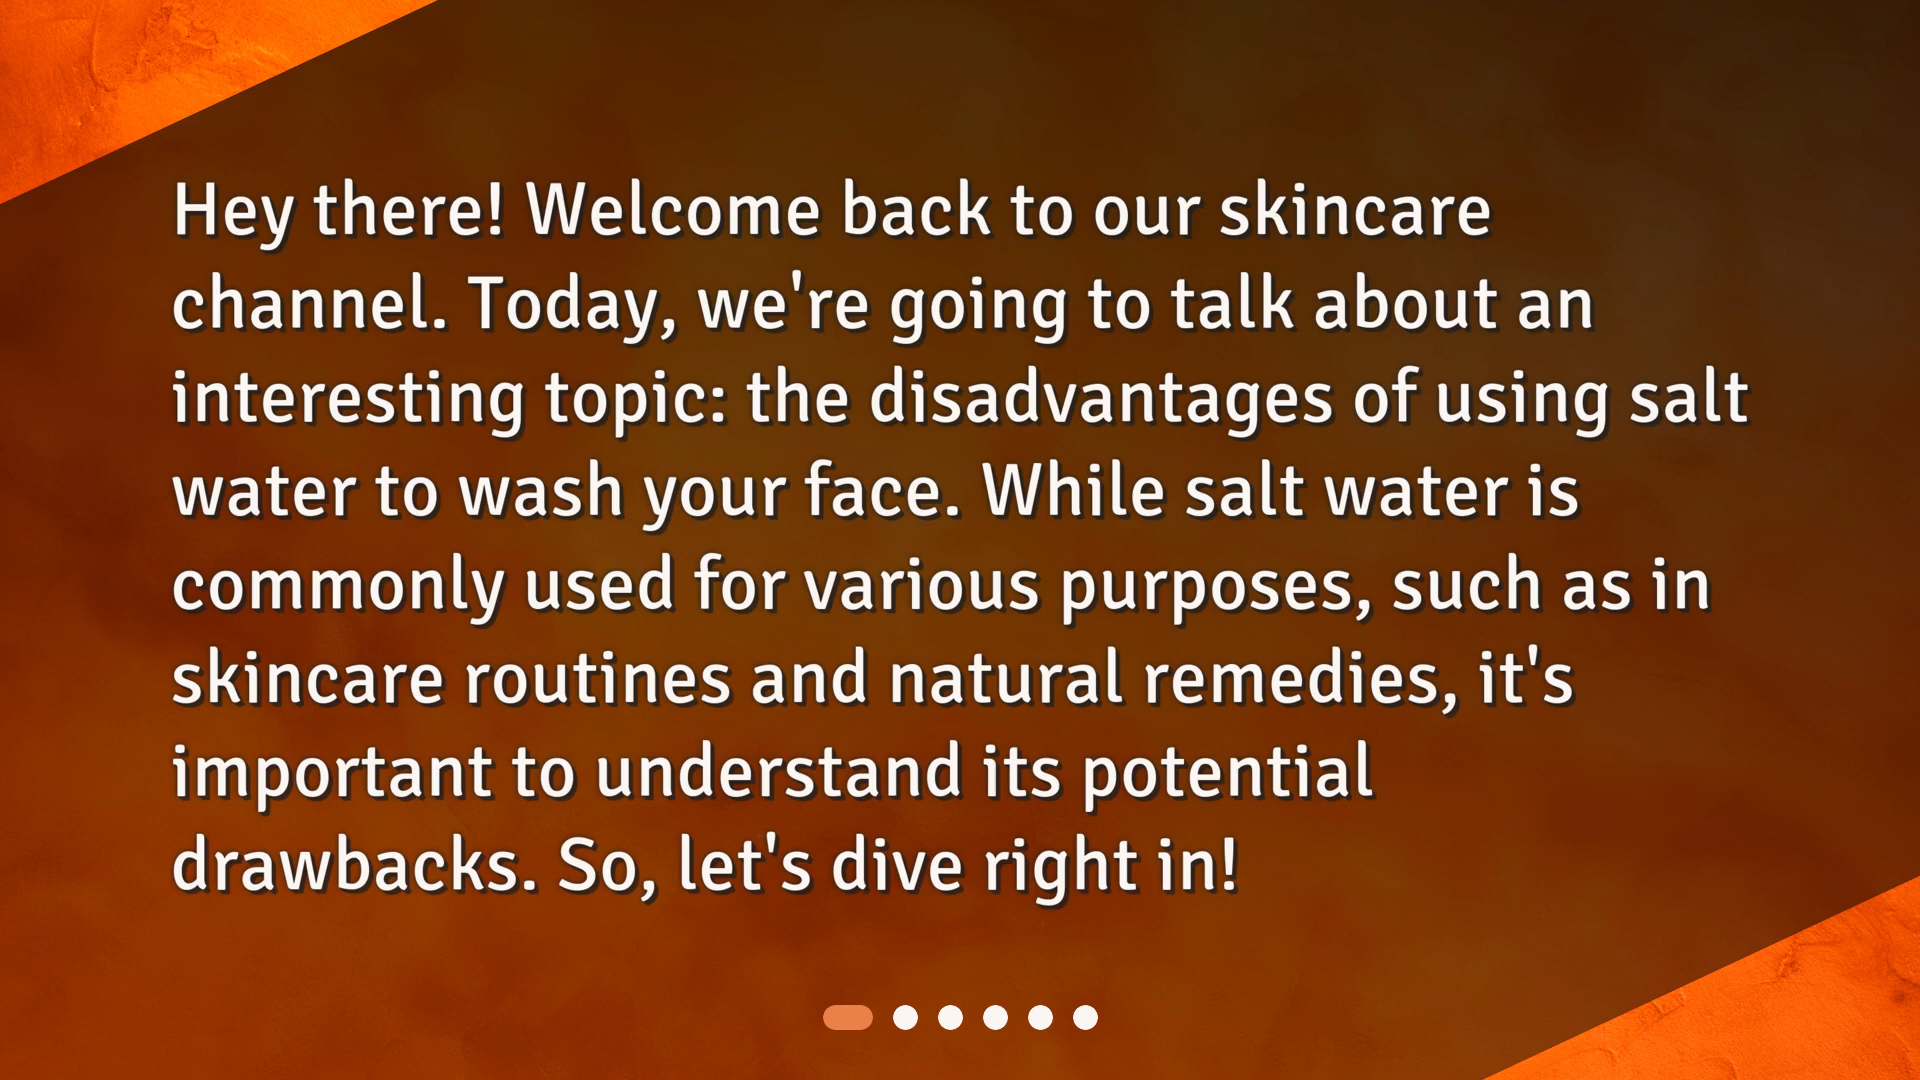 Hey there! Welcome back to our skincare
channel. Today, we're going to talk about an
interesting topic: the disadvantages of using salt
water to wash your face. While salt water is
commonly used for various purposes, such as in
skincare routines and natural remedies, it's
important to understand its potential
drawbacks. So, let's dive right in!